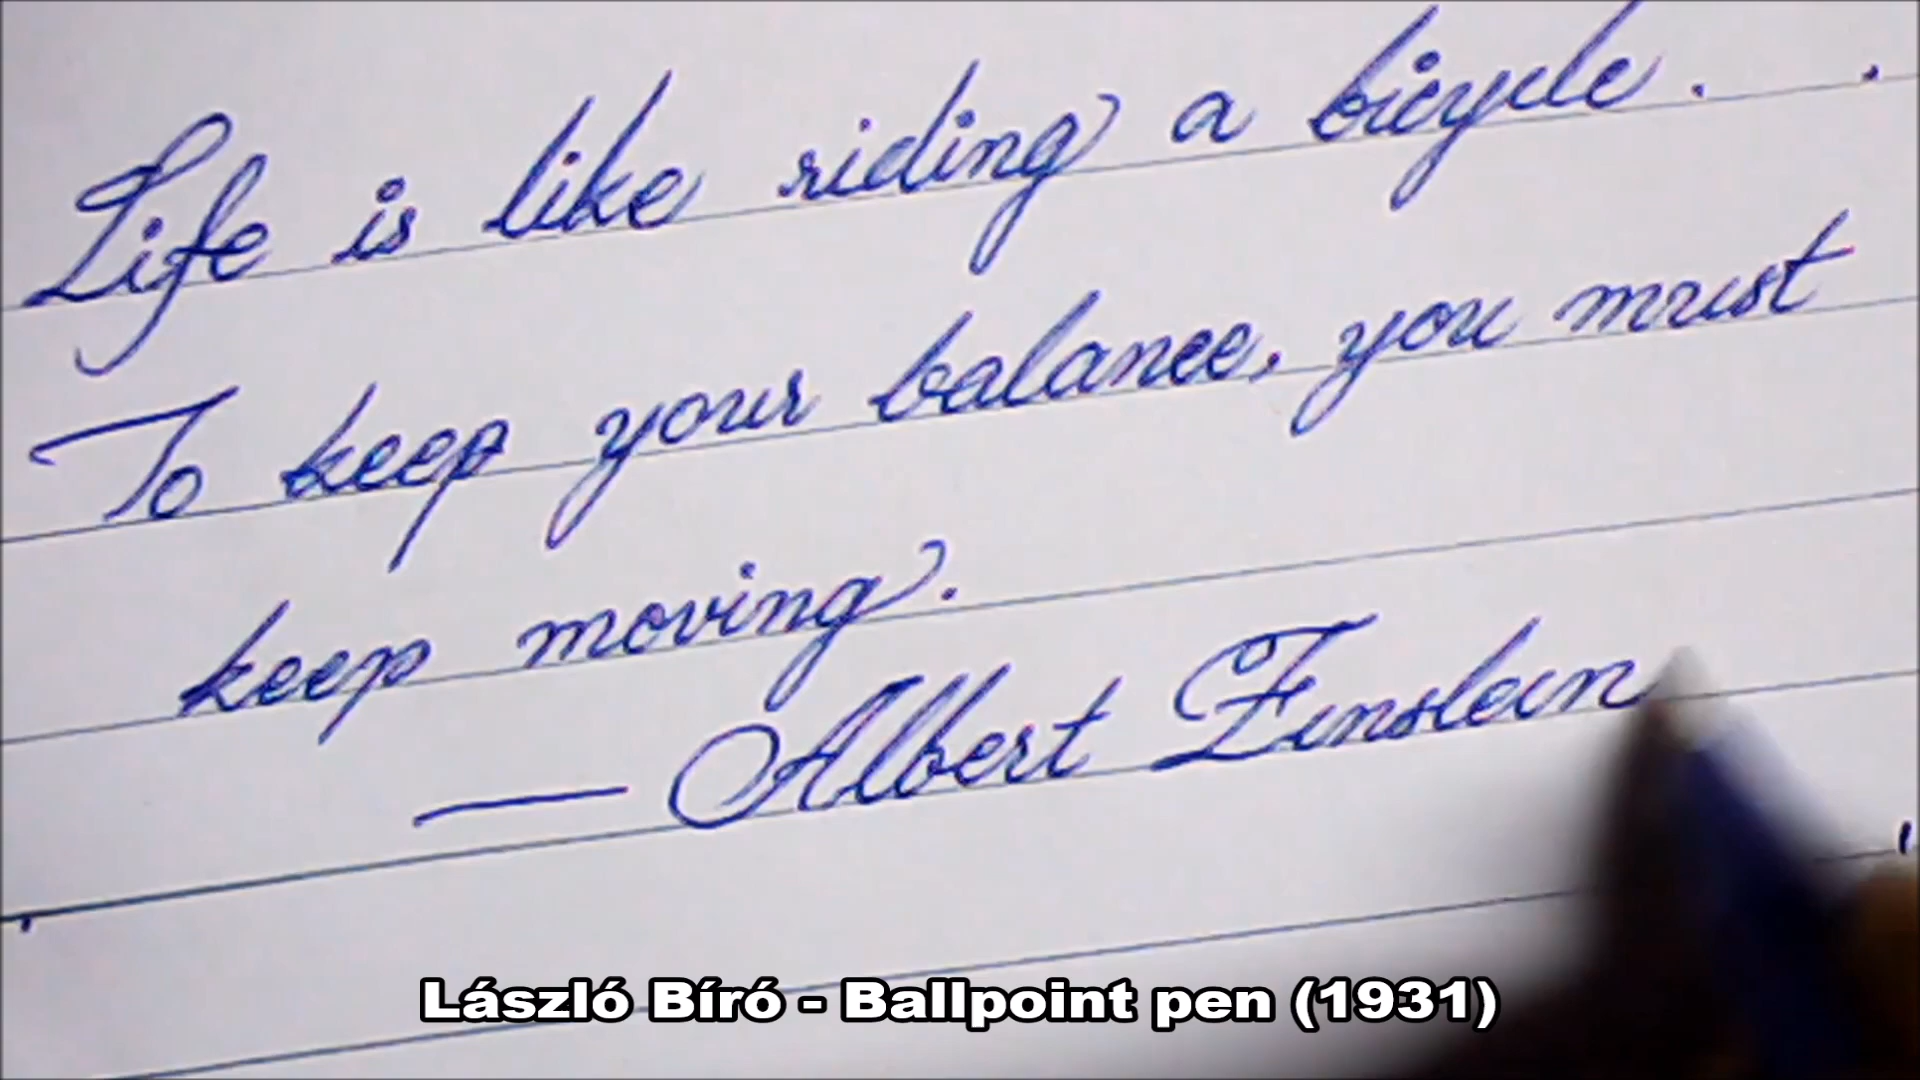 Life is like riding a bicycle.
To keep your balance, you must
keep moving.
— Albert Einstein
László Bíró - Ballpoint pen (1931)